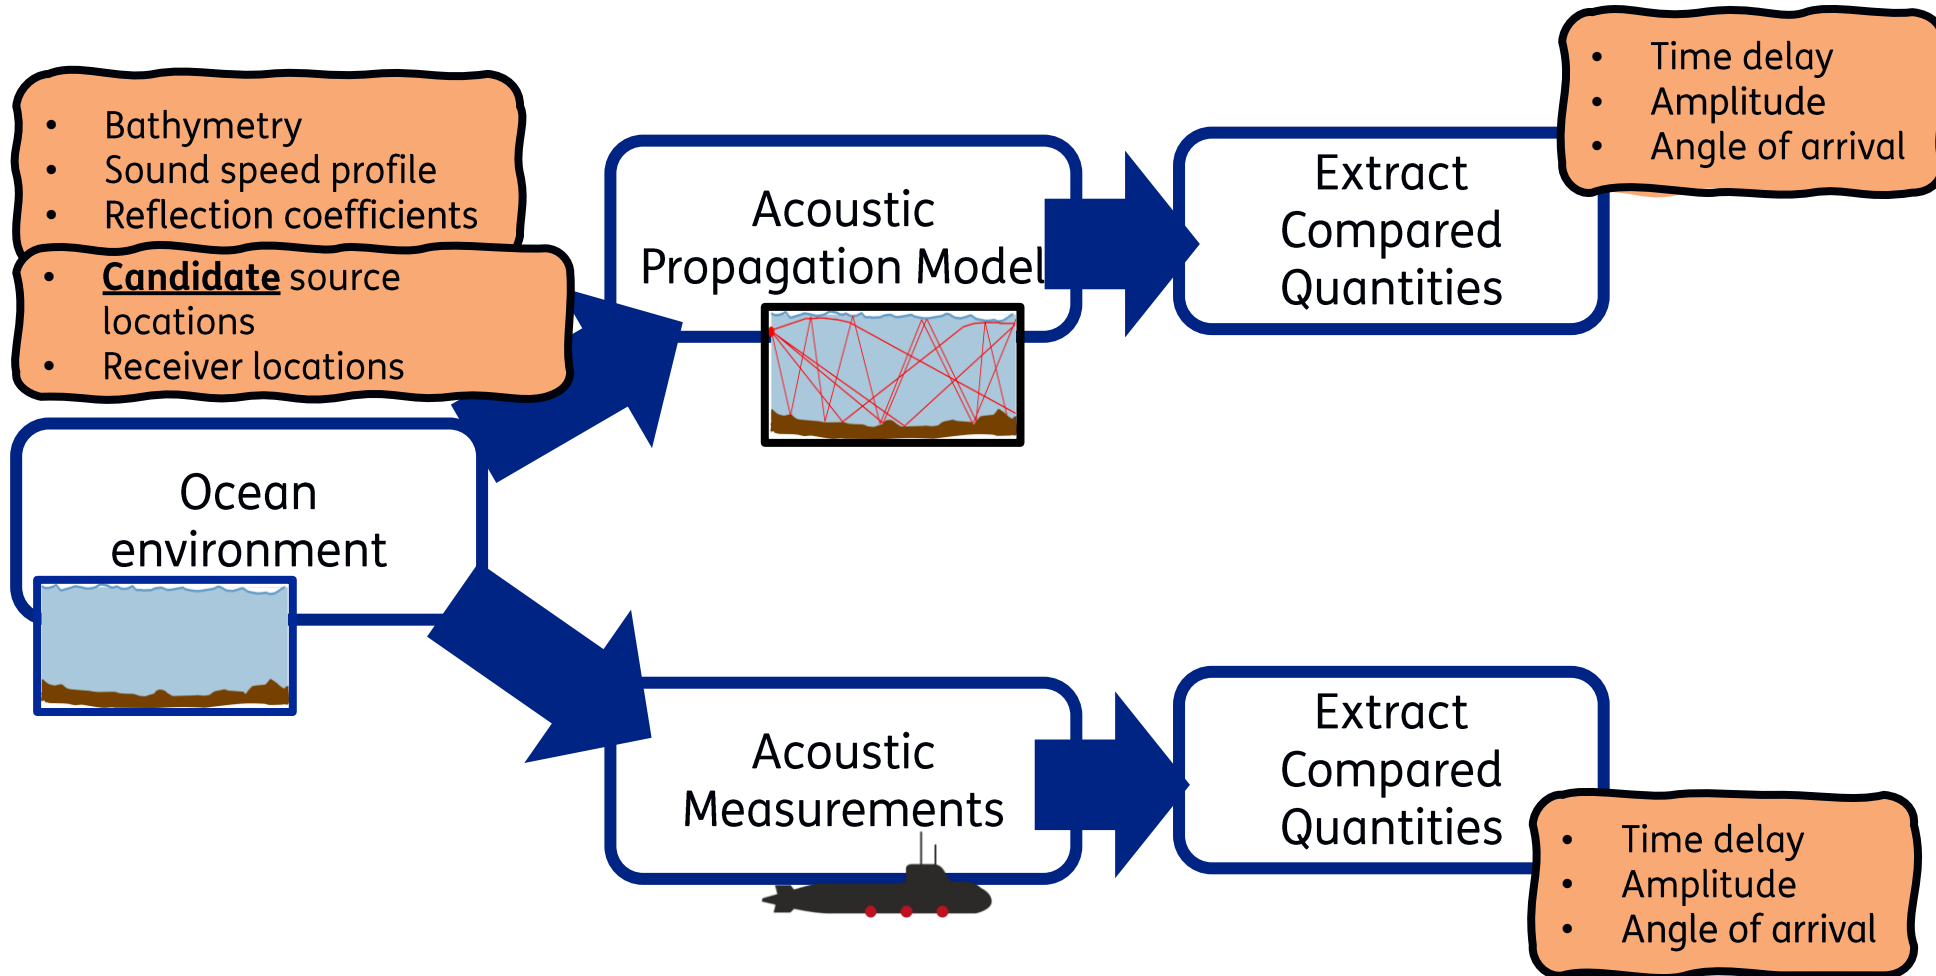 • Bathymetry
• Sound speed profile
• Reflection coefficients
• Candidate source
locations
• Receiver locations
Ocean
environment
Acoustic
Propagation Model
Extract
Compared
Quantities
• Time delay
• Amplitude
• Angle of arrival
Acoustic
Measurements
Extract
Compared
Quantities
• Time delay
• Amplitude
• Angle of arrival